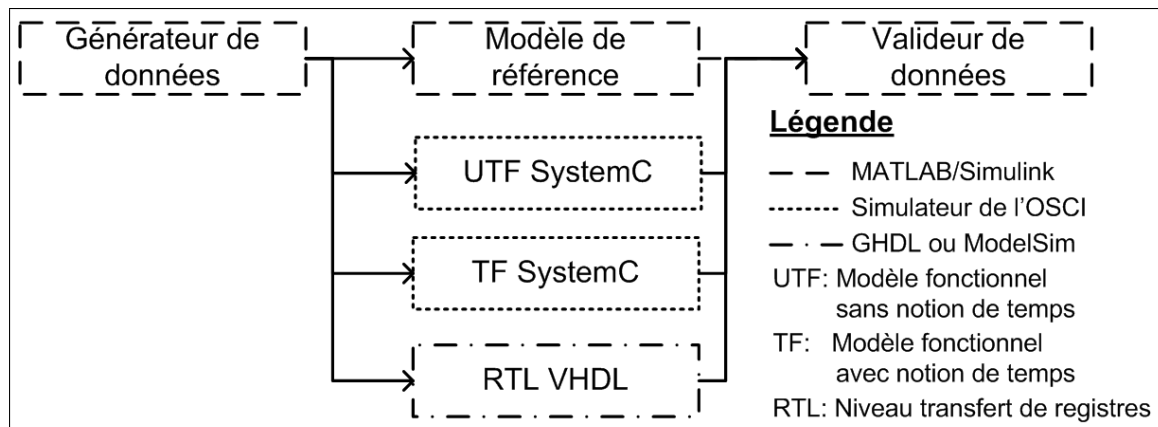 Générateur de
données
Modèle de
référence
Valideur de
données
UTF SystemC
TF SystemC
RTL VHDL
Légende
MATLAB/Simulink
Simulateur de l'OSCI
GHDL ou ModelSim
UTF: Modèle fonctionnel
sans notion de temps
TF: Modèle fonctionnel
avec notion de temps
RTL: Niveau transfert de registres